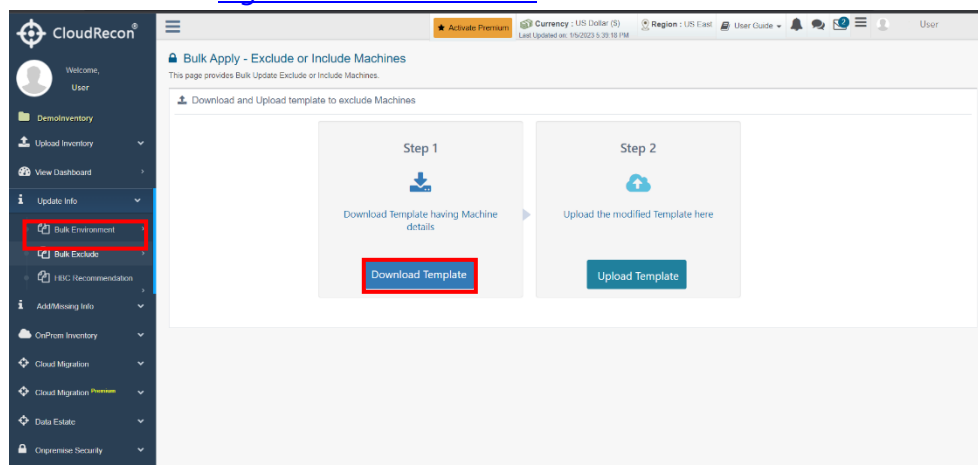 CloudRecon®
Welcome,
User
DemoInventory
Upload Inventory
View Dashboard
Update Info
Bulk Environment
Bulk Exclude
HBC Recommendation
Add/Missing Info
OnPrem Inventory
Cloud Migration
Cloud Migration Premium
Data Estate
Onpremise Security
Activate Premium
Currency : US Dollar ($)
Last Updated on: 1/5/2023 5:35:18 PM
Region : US East
User Guide
2
User
Bulk Apply - Exclude or Include Machines
This page provides Bulk Update Exclude or Include Machines.
Download and Upload template to exclude Machines
Step 1
Download Template having Machine
details
Download Template
Step 2
Upload the modified Template here
Upload Template